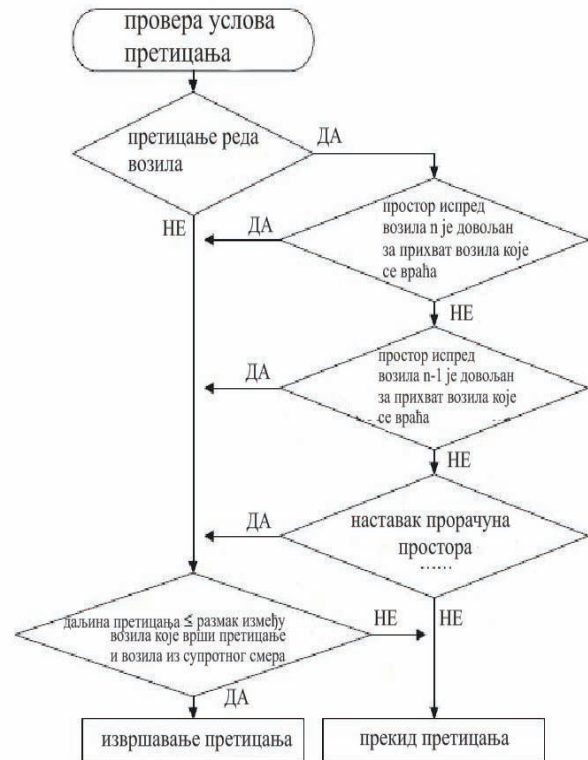 провера услова
претицања
претицање реда
возила
ДА
НЕ
простор испред
возила n је довољан
за прихват возила које
се враћа
ДА
НЕ
простор испред
возила n-1 је довољан
за прихват возила које
се враћа
ДА
НЕ
наставак прорачуна
простора
......
ДА
НЕ
даљина претицања ≤ размак између
возила које врши претицање
и возила из супротног смера
НЕ
ДА
извршавање претицања
прекид претицања